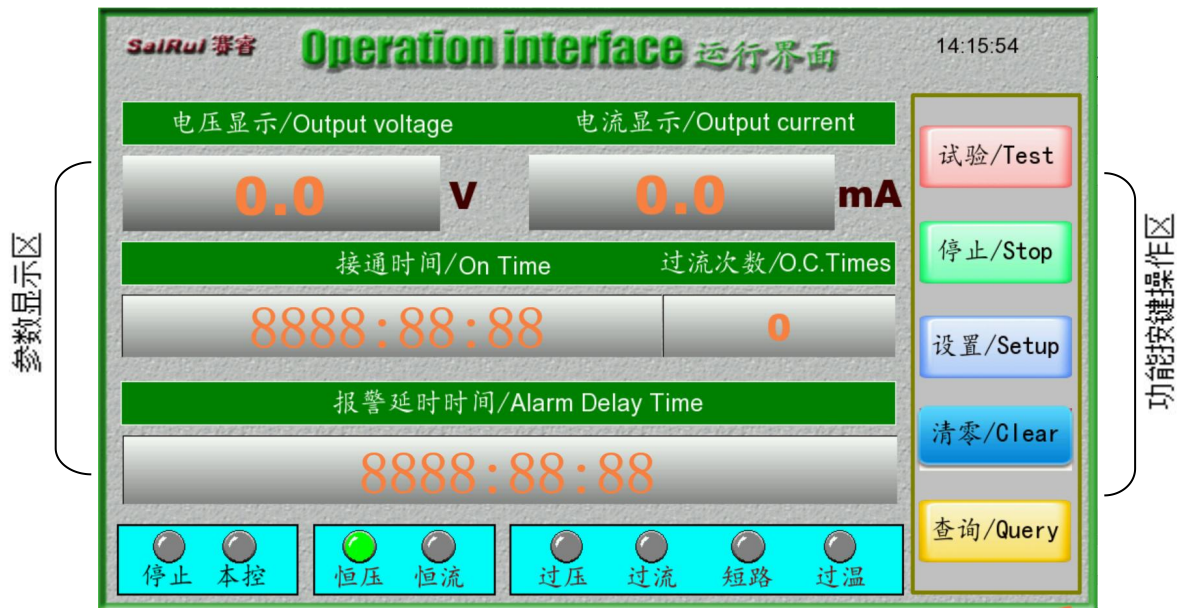 SaiRui 赛睿 Operation interface 运行界面 14:15:54
电压显示/Output voltage 电流显示/Output current
0.0 V 0.0 mA
接通时间/On Time 过流次数/O.C.Times
8888:88:88 0
报警延时时间/Alarm Delay Time
8888:88:88
停止 本控 恒压 恒流 过压 过流 短路 过温
试验/Test
停止/Stop
设置/Setup
清零/Clear
查询/Query
参数显示区
功能按键操作区